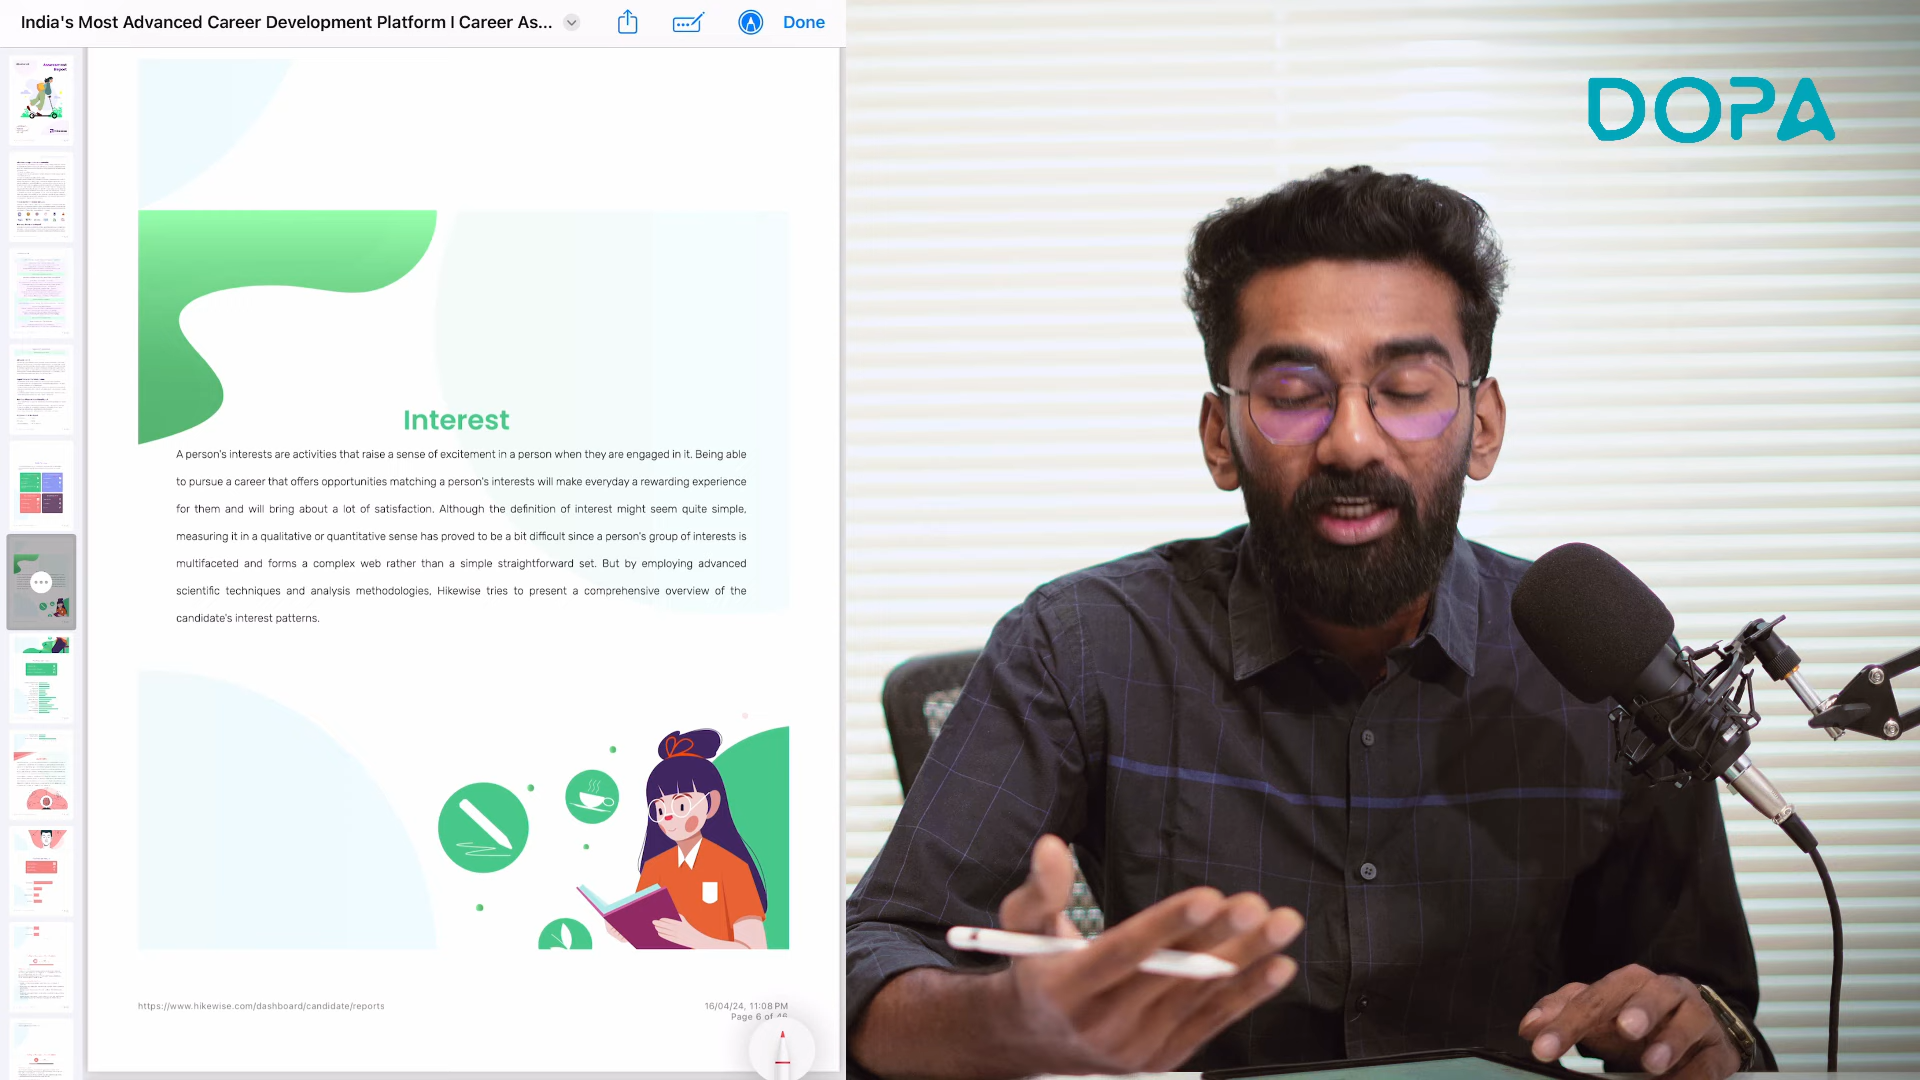 India's Most Advanced Career Development Platform I Career As...
Done
DOPA
Interest
A person's interests are activities that raise a sense of excitement in a person when they are engaged in it. Being able
to pursue a career that offers opportunities matching a person's interests will make everyday a rewarding experience
for them and will bring about a lot of satisfaction. Although the definition of interest might seem quite simple,
measuring it in a qualitative or quantitative sense has proved to be a bit difficult since a person's group of interests is
multifaceted and forms a complex web rather than a simple straightforward set. But by employing advanced
scientific techniques and analysis methodologies, Hikewise tries to present a comprehensive overview of the
candidate's interest patterns.
https://www.hikewise.com/dashboard/candidate/reports
16/04/24, 11:08 PM
Page 6 of 46